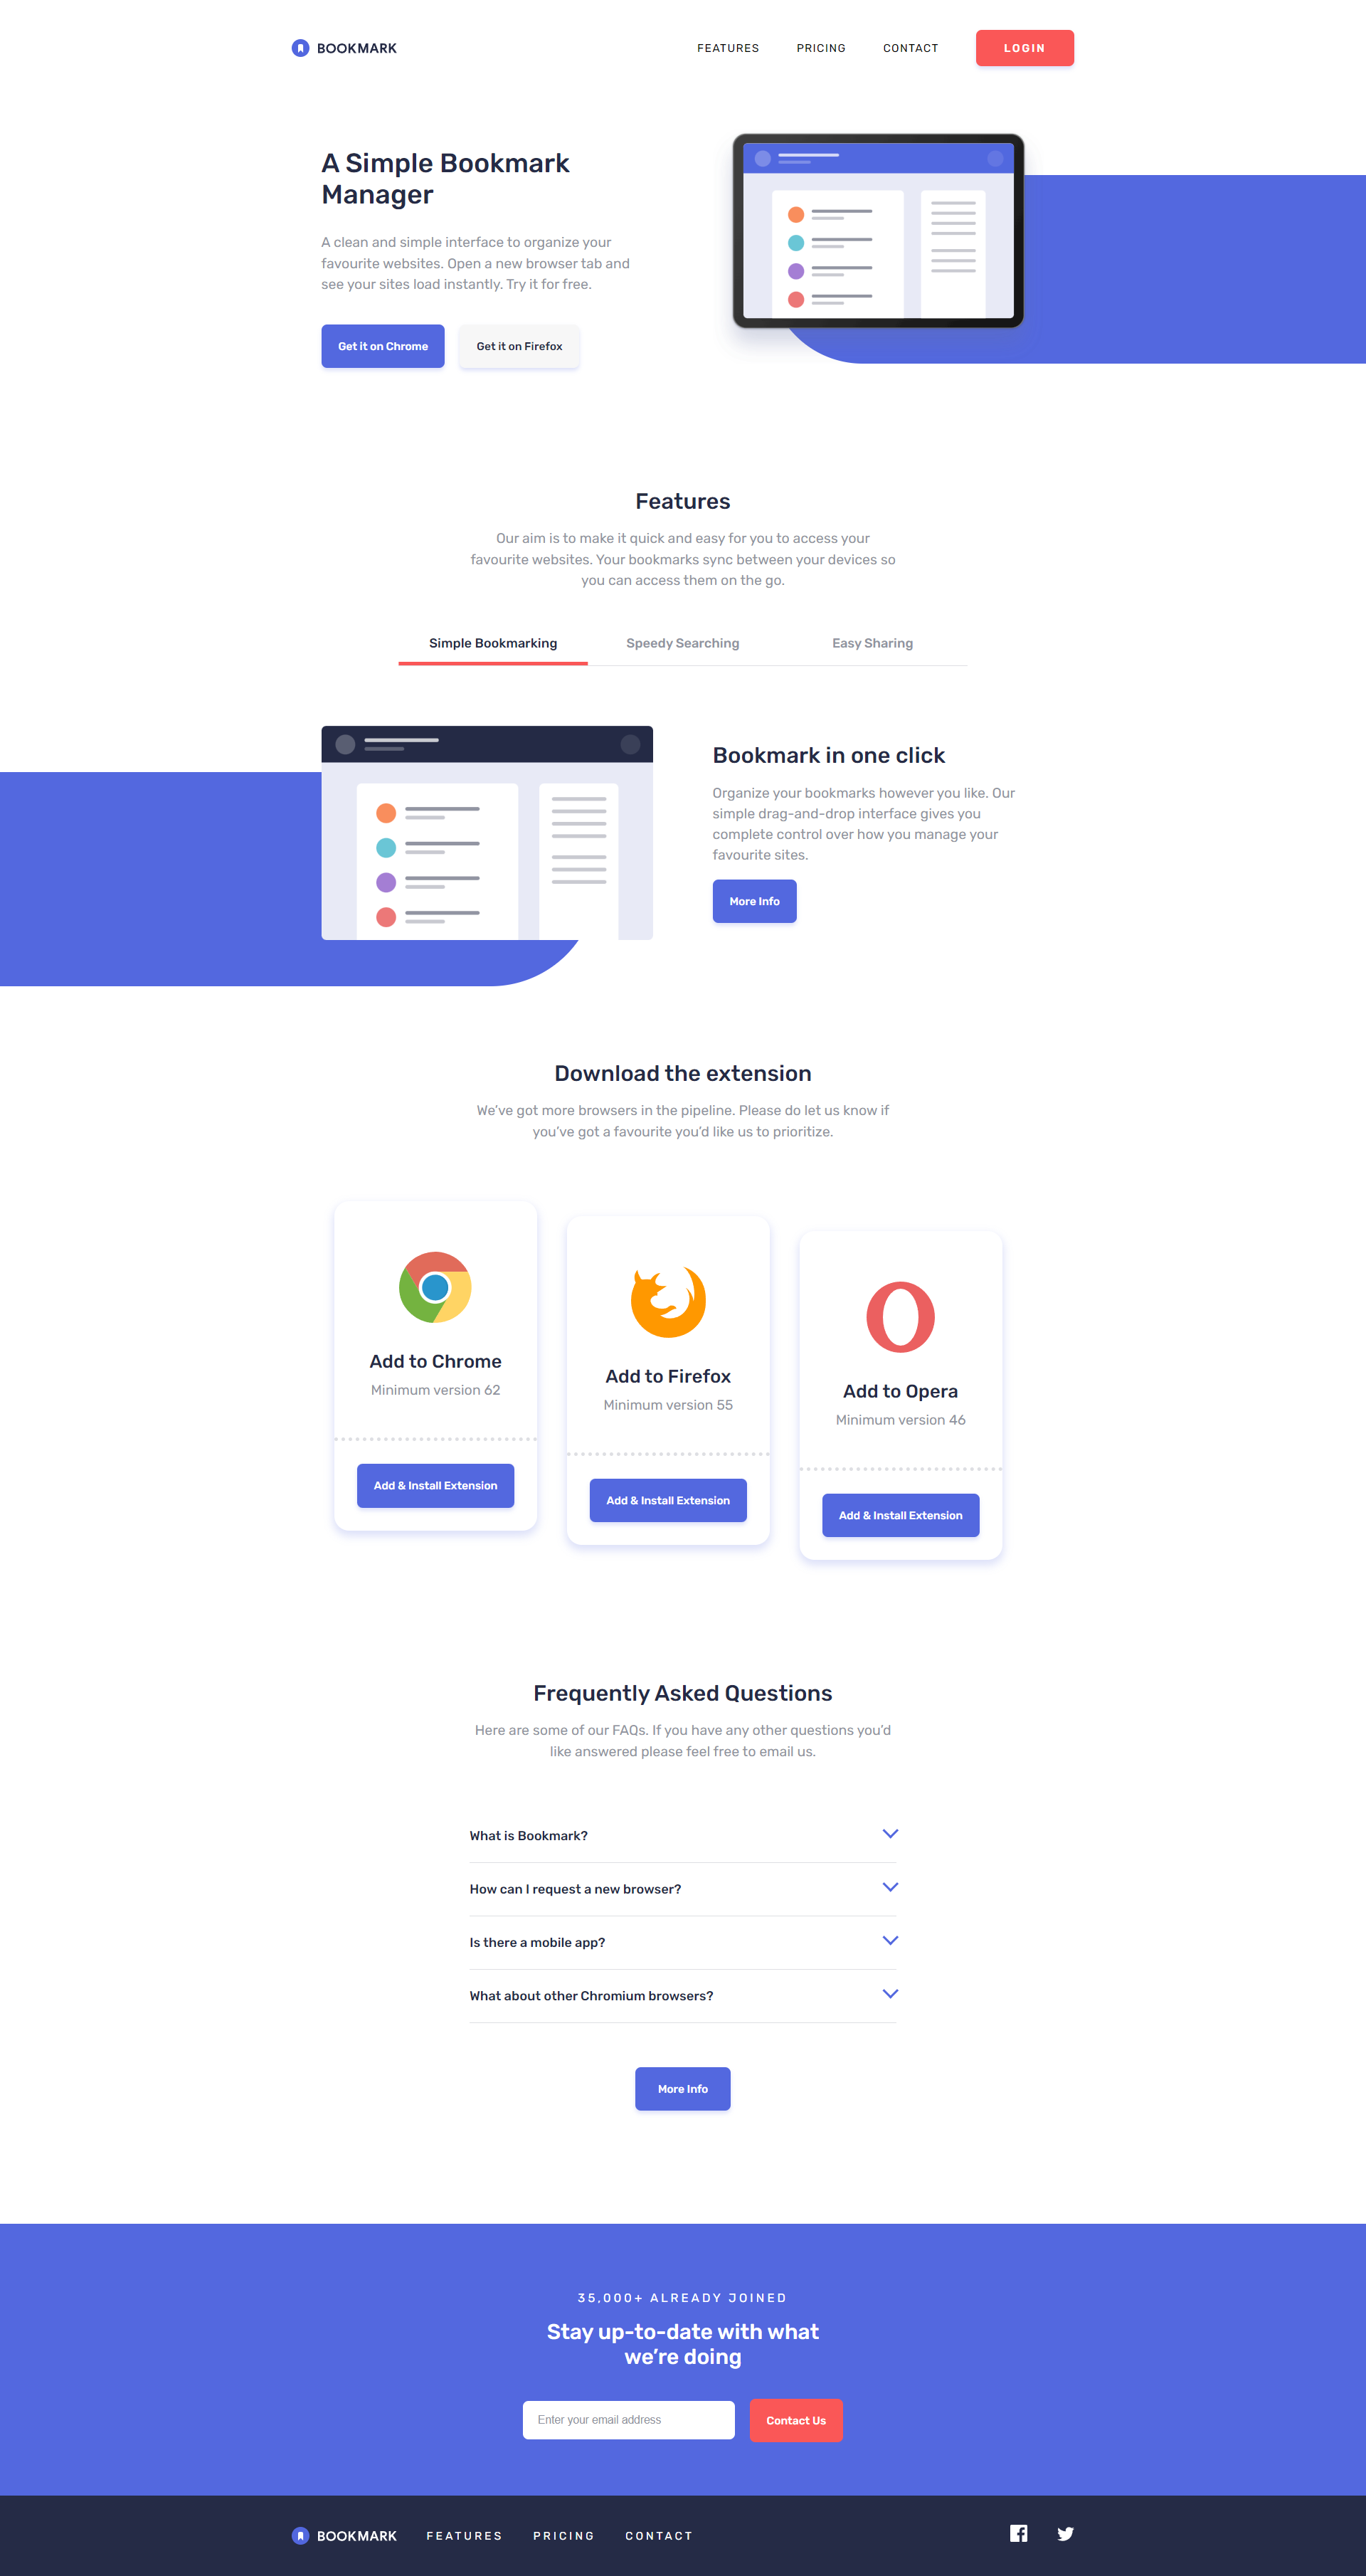 BOOKMARK
FEATURES
PRICING
CONTACT
LOGIN
A Simple Bookmark
Manager
A clean and simple interface to organize your
favourite websites. Open a new browser tab and
see your sites load instantly. Try it for free.
Get it on Chrome
Get it on Firefox
Features
Our aim is to make it quick and easy for you to access your
favourite websites. Your bookmarks sync between your devices so
you can access them on the go.
Simple Bookmarking
Speedy Searching
Easy Sharing
Bookmark in one click
Organize your bookmarks however you like. Our
simple drag-and-drop interface gives you
complete control over how you manage your
favourite sites.
More Info
Download the extension
We’ve got more browsers in the pipeline. Please do let us know if
you’ve got a favourite you’d like us to prioritize.
Add to Chrome
Minimum version 62
Add & Install Extension
Add to Firefox
Minimum version 55
Add & Install Extension
Add to Opera
Minimum version 46
Add & Install Extension
Frequently Asked Questions
Here are some of our FAQs. If you have any other questions you’d
like answered please feel free to email us.
What is Bookmark?
How can I request a new browser?
Is there a mobile app?
What about other Chromium browsers?
More Info
35,000+ ALREADY JOINED
Stay up-to-date with what
we’re doing
Enter your email address
Contact Us
BOOKMARK
FEATURES
PRICING
CONTACT